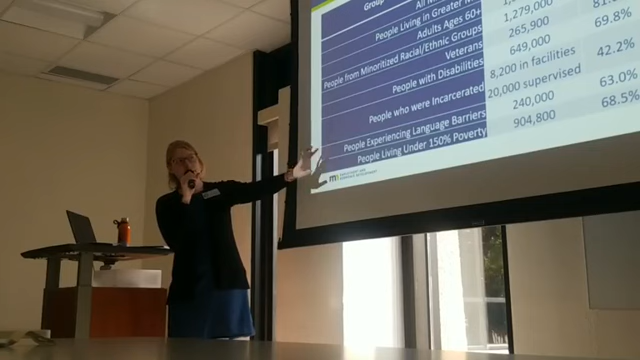 Group
All M
People Living in Greater M
Adults Ages 60+
1,279,000
People from Minoritized Racial/Ethnic Groups
265,900
69.8%
Veterans
649,000
People with Disabilities
8,200 in facilities
42.2%
People who were Incarcerated
20,000 supervised
63.0%
People Experiencing Language Barriers
240,000
68.5%
People Living Under 150% Poverty
904,800